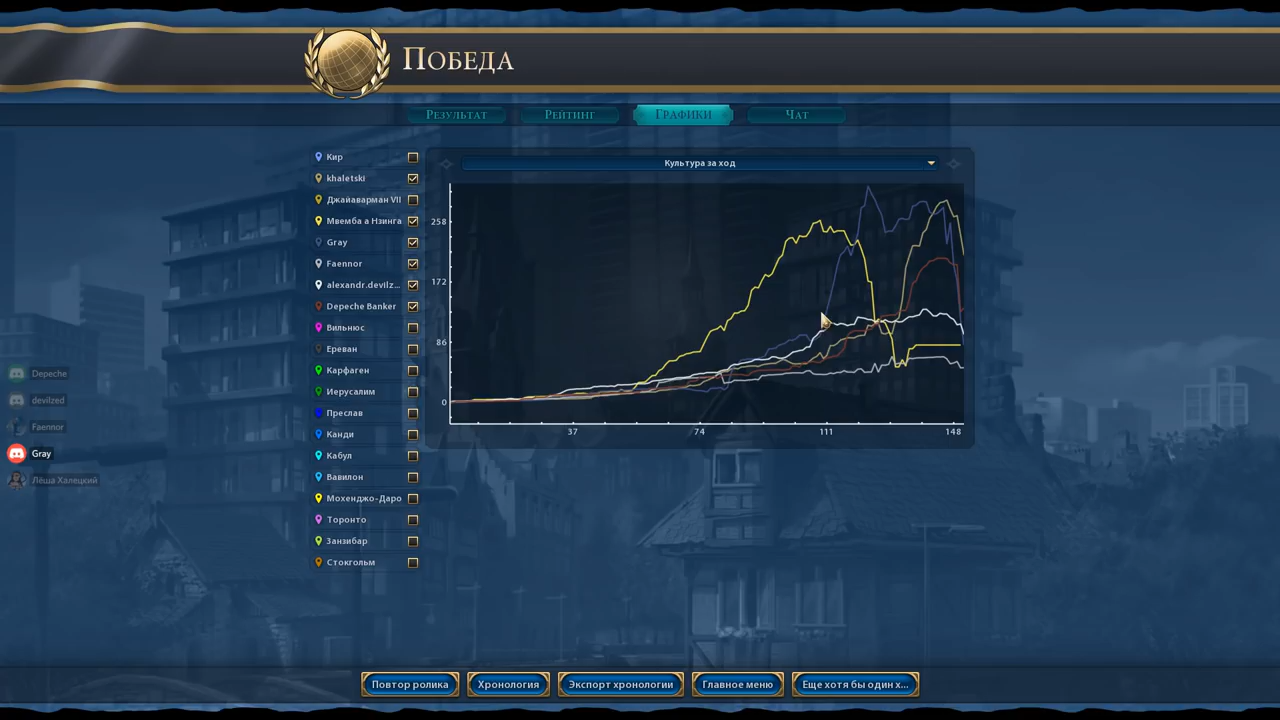 Победа
Результат
Рейтинг
Графики
Чат
Кир
khaletski
Джайаварман VII
Мвемба а Нзинга
Gray
Faennor
alexandr.devilz...
Depeche Banker
Вильнюс
Ереван
Карфаген
Иерусалим
Преслав
Канди
Кабул
Вавилон
Мохенджо-Даро
Торонто
Занзибар
Стокгольм
Культура за ход
258
172
86
0
37
74
111
148
Depeche
devilzed
Faennor
Gray
Лёша Халецкий
Повтор ролика
Хронология
Экспорт хронологии
Главное меню
Еще хотя бы один х...